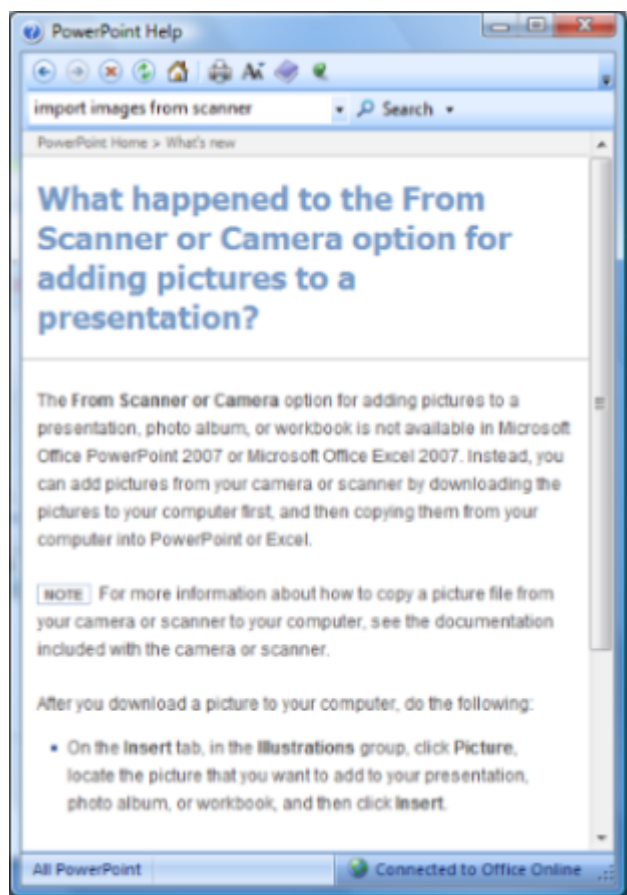 PowerPoint Help
import images from scanner
Search
PowerPoint Home > What's new
What happened to the From
Scanner or Camera option for
adding pictures to a
presentation?
The From Scanner or Camera option for adding pictures to a
presentation, photo album, or workbook is not available in Microsoft
Office PowerPoint 2007 or Microsoft Office Excel 2007. Instead, you
can add pictures from your camera or scanner by downloading the
pictures to your computer first, and then copying them from your
computer into PowerPoint or Excel.
NOTE For more information about how to copy a picture file from
your camera or scanner to your computer, see the documentation
included with the camera or scanner.
After you download a picture to your computer, do the following:
• On the Insert tab, in the Illustrations group, click Picture,
locate the picture that you want to add to your presentation,
photo album, or workbook, and then click Insert.
All PowerPoint
Connected to Office Online